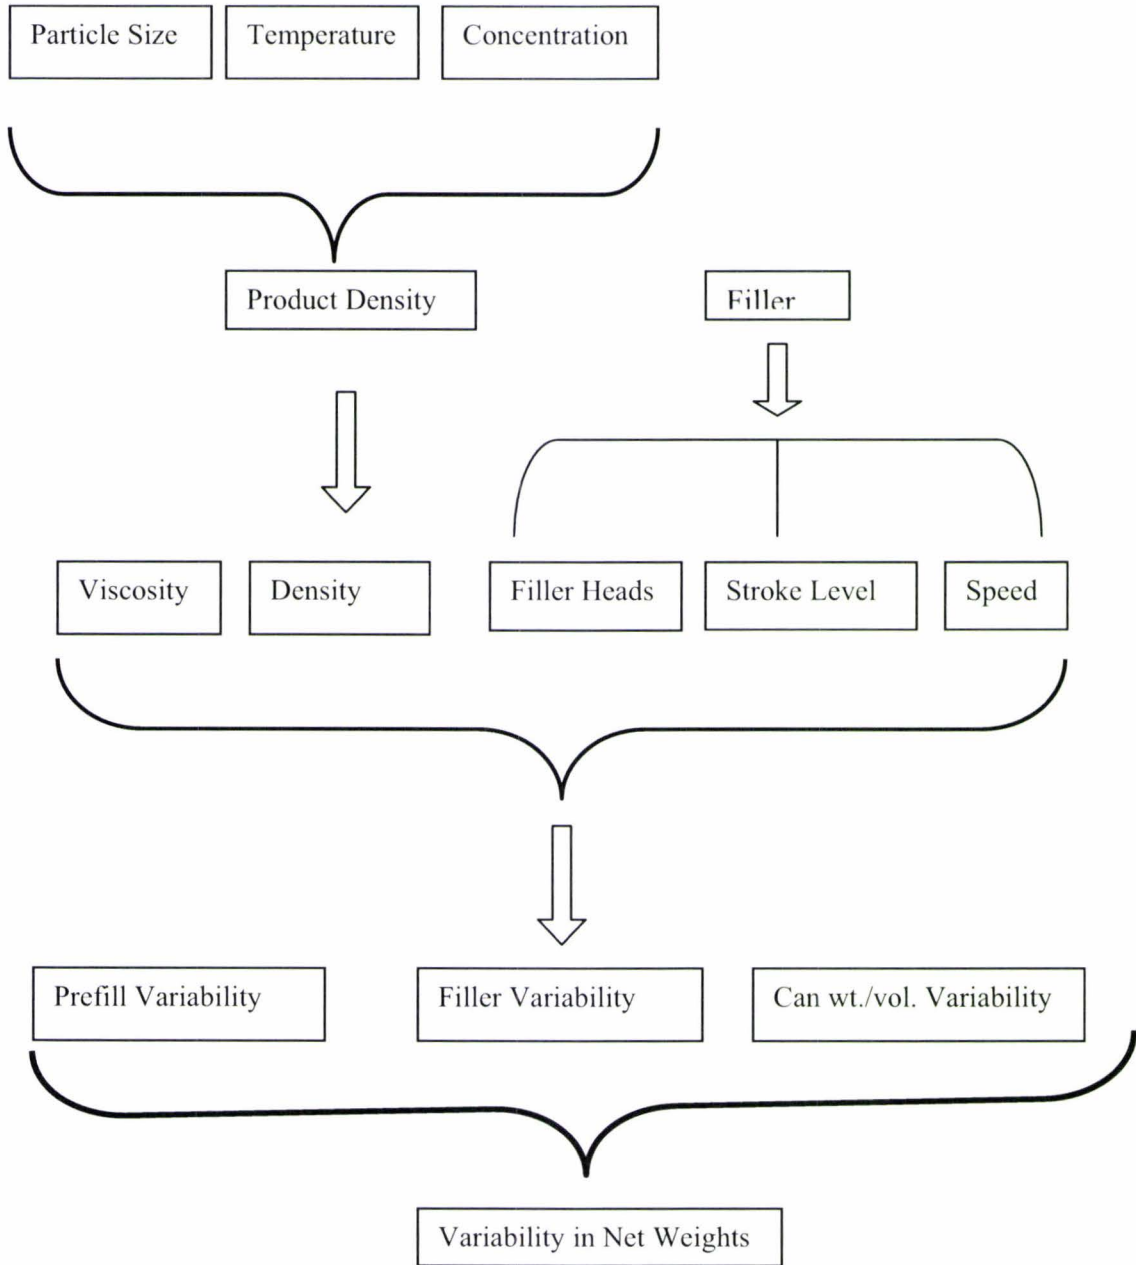 Particle Size
Temperature
Concentration
Product Density
Filler
Viscosity
Density
Filler Heads
Stroke Level
Speed
Prefill Variability
Filler Variability
Can wt./vol. Variability
Variability in Net Weights